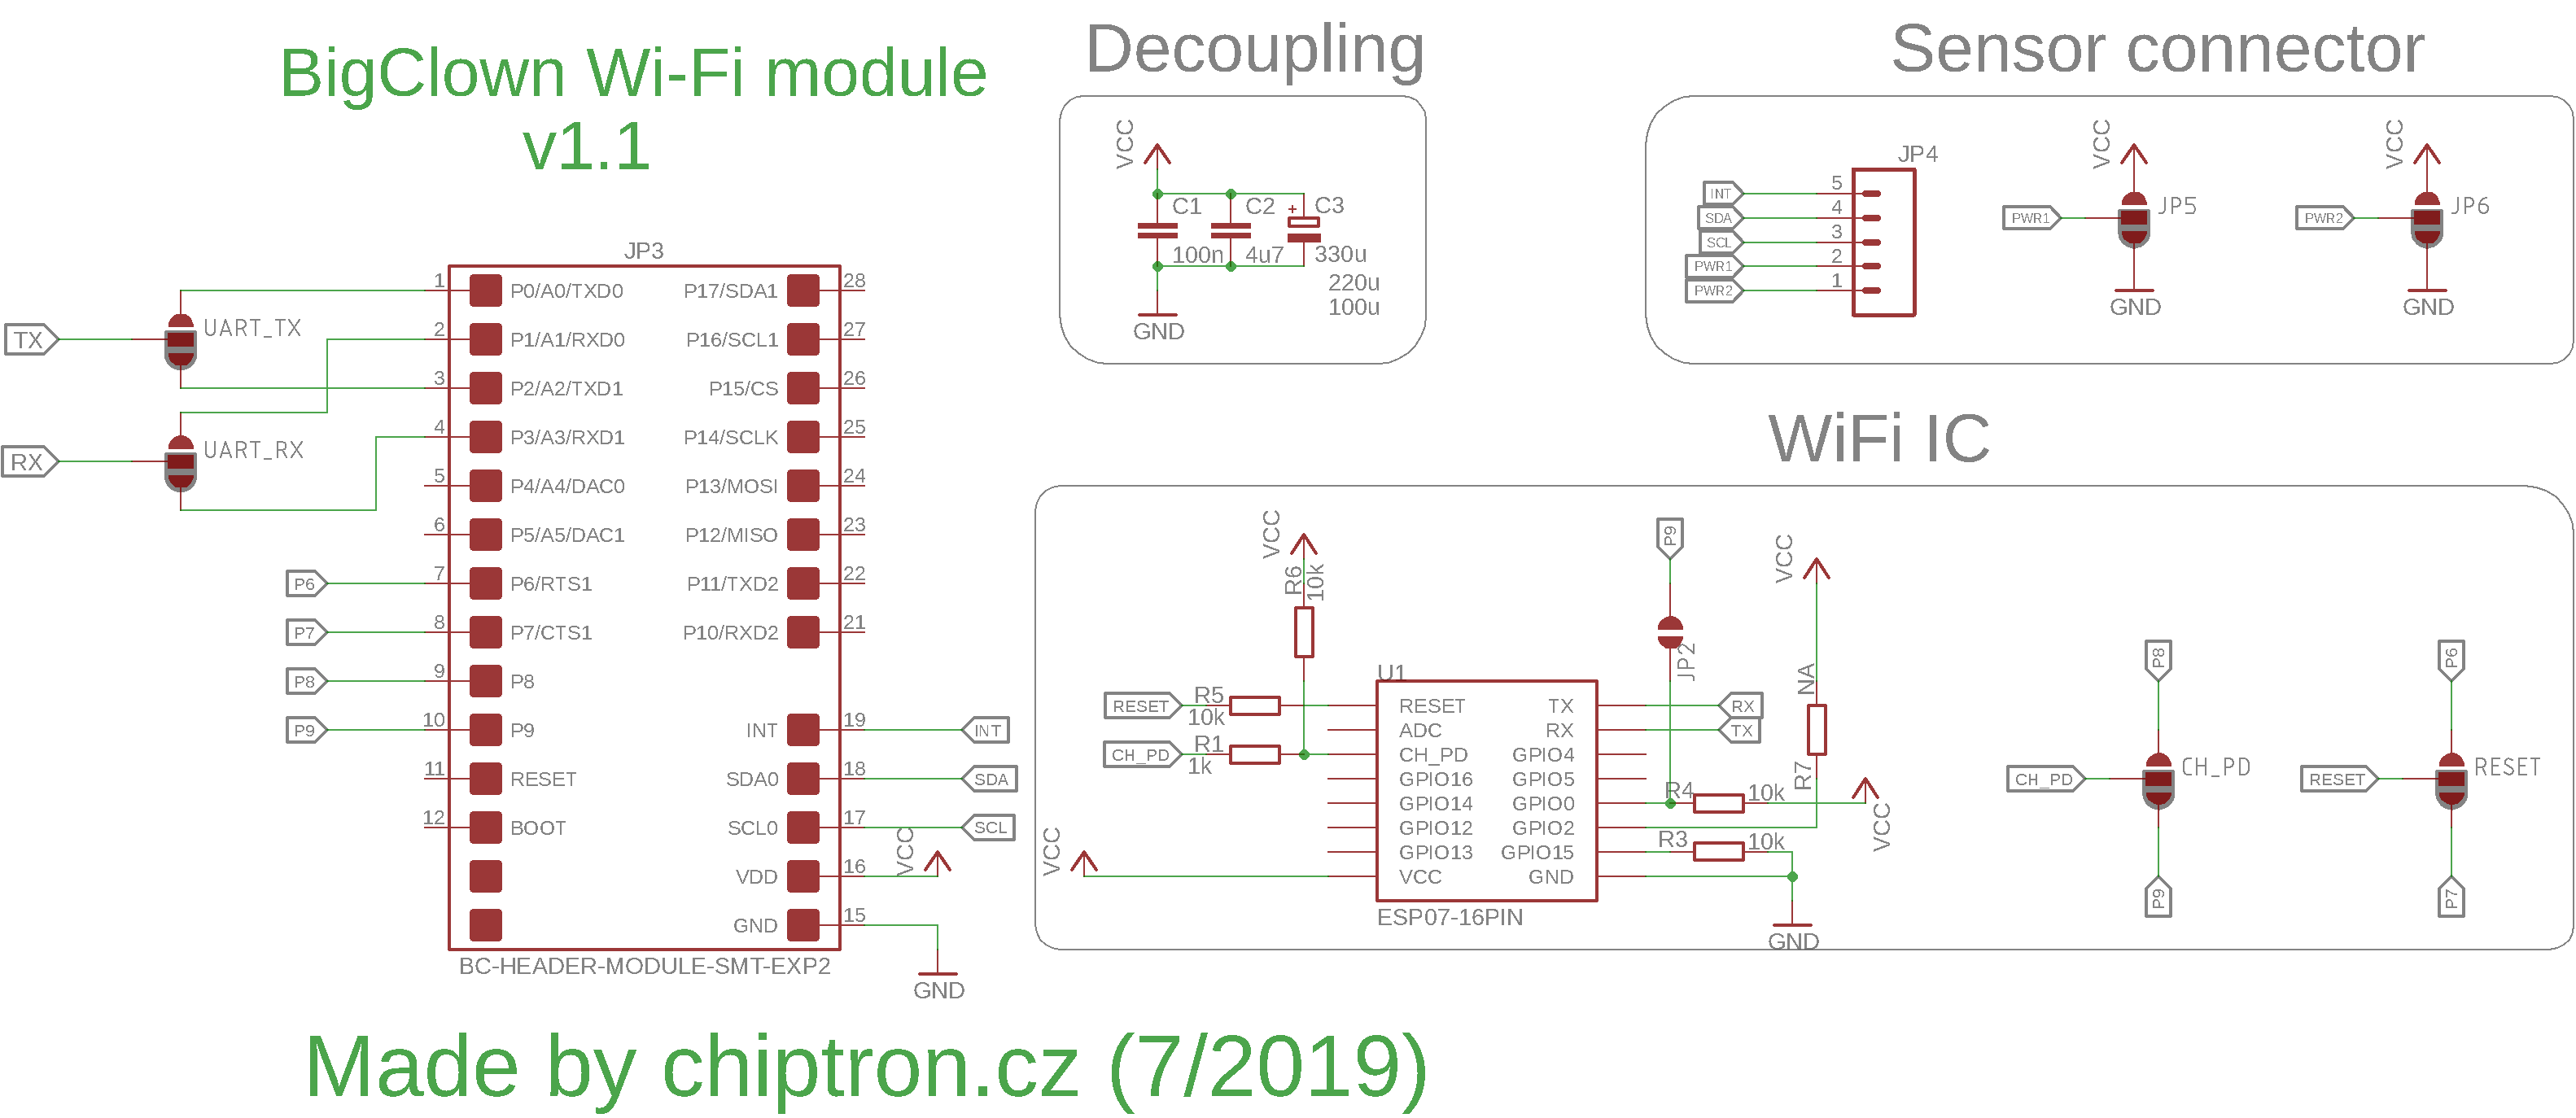 BigClown Wi-Fi module
v1.1
Decoupling
Sensor connector
VCC
C1
C2
+
C3
100n
4u7
330u
220u
100u
GND
JP4
INT
5
SDA
4
SCL
3
PWR1
2
PWR2
1
VCC
PWR1
JP5
GND
VCC
PWR2
JP6
GND
JP3
TX
UART_TX
RX
UART_RX
1
P0/A0/TXD0
P17/SDA1
28
2
P1/A1/RXD0
P16/SCL1
27
3
P2/A2/TXD1
P15/CS
26
4
P3/A3/RXD1
P14/SCLK
25
5
P4/A4/DAC0
P13/MOSI
24
6
P5/A5/DAC1
P12/MISO
23
P6
7
P6/RTS1
P11/TXD2
22
P7
8
P7/CTS1
P10/RXD2
21
P8
9
P8
P9
10
P9
INT
19
INT
11
RESET
SDA0
18
SDA
12
BOOT
SCL0
17
SCL
VDD
16
VCC
GND
15
GND
BC-HEADER-MODULE-SMT-EXP2
WiFi IC
VCC
R6
10k
P9
JP2
VCC
NA
R7
U1
RESET
R5
10k
CH_PD
R1
1k
RESET
TX
RX
ADC
RX
TX
CH_PD
GPIO4
GPIO16
GPIO5
GPIO14
GPIO0
R4
10k
VCC
GPIO12
GPIO2
GPIO13
GPIO15
R3
10k
VCC
VCC
GND
GND
ESP07-16PIN
P8
CH_PD
CH_PD
P9
P6
RESET
RESET
P7
Made by chiptron.cz (7/2019)